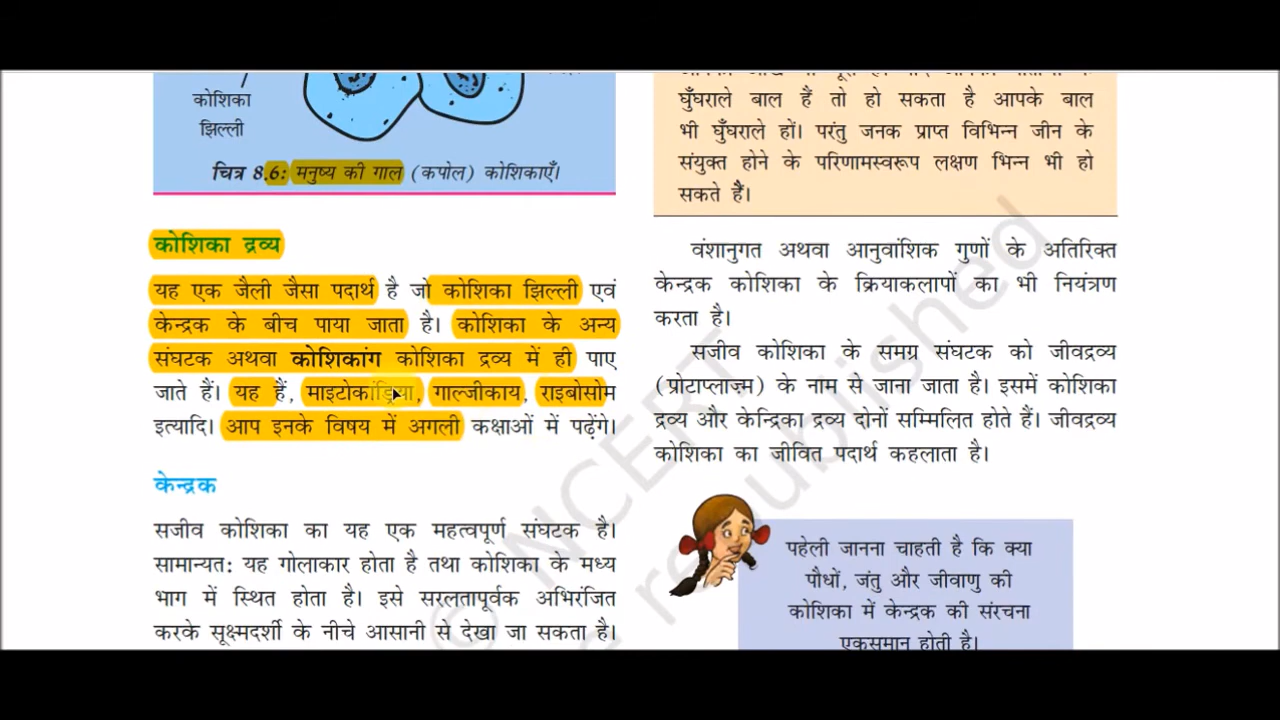 कोशिका
झिल्ली
चित्र 8.6: मनुष्य की गाल (कपोल) कोशिकाएँ।
कोशिका द्रव्य
यह एक जैली जैसा पदार्थ है जो कोशिका झिल्ली एवं
केन्द्रक के बीच पाया जाता है। कोशिका के अन्य
संघटक अथवा कोशिकांग कोशिका द्रव्य में ही पाए
जाते हैं। यह हैं, माइटोकांड्रिया, गाल्जीकाय, राइबोसोम
इत्यादि। आप इनके विषय में अगली कक्षाओं में पढ़ेंगे।
केन्द्रक
सजीव कोशिका का यह एक महत्वपूर्ण संघटक है।
सामान्यत: यह गोलाकार होता है तथा कोशिका के मध्य
भाग में स्थित होता है। इसे सरलतापूर्वक अभिरंजित
करके सूक्ष्मदर्शी के नीचे आसानी से देखा जा सकता है।
घुँघराले बाल हैं तो हो सकता है आपके बाल
भी घुँघराले हों। परंतु जनक प्राप्त विभिन्न जीन के
संयुक्त होने के परिणामस्वरूप लक्षण भिन्न भी हो
सकते हैं।
वंशानुगत अथवा आनुवांशिक गुणों के अतिरिक्त
केन्द्रक कोशिका के क्रियाकलापों का भी नियंत्रण
करता है।
सजीव कोशिका के समग्र संघटक को जीवद्रव्य
(प्रोटाप्लाज़्म) के नाम से जाना जाता है। इसमें कोशिका
द्रव्य और केन्द्रिका द्रव्य दोनों सम्मिलित होते हैं। जीवद्रव्य
कोशिका का जीवित पदार्थ कहलाता है।
पहेली जानना चाहती है कि क्या
पौधों, जंतु और जीवाणु की
कोशिका में केन्द्रक की संरचना
एकसमान होती है।
© NCERT
republished